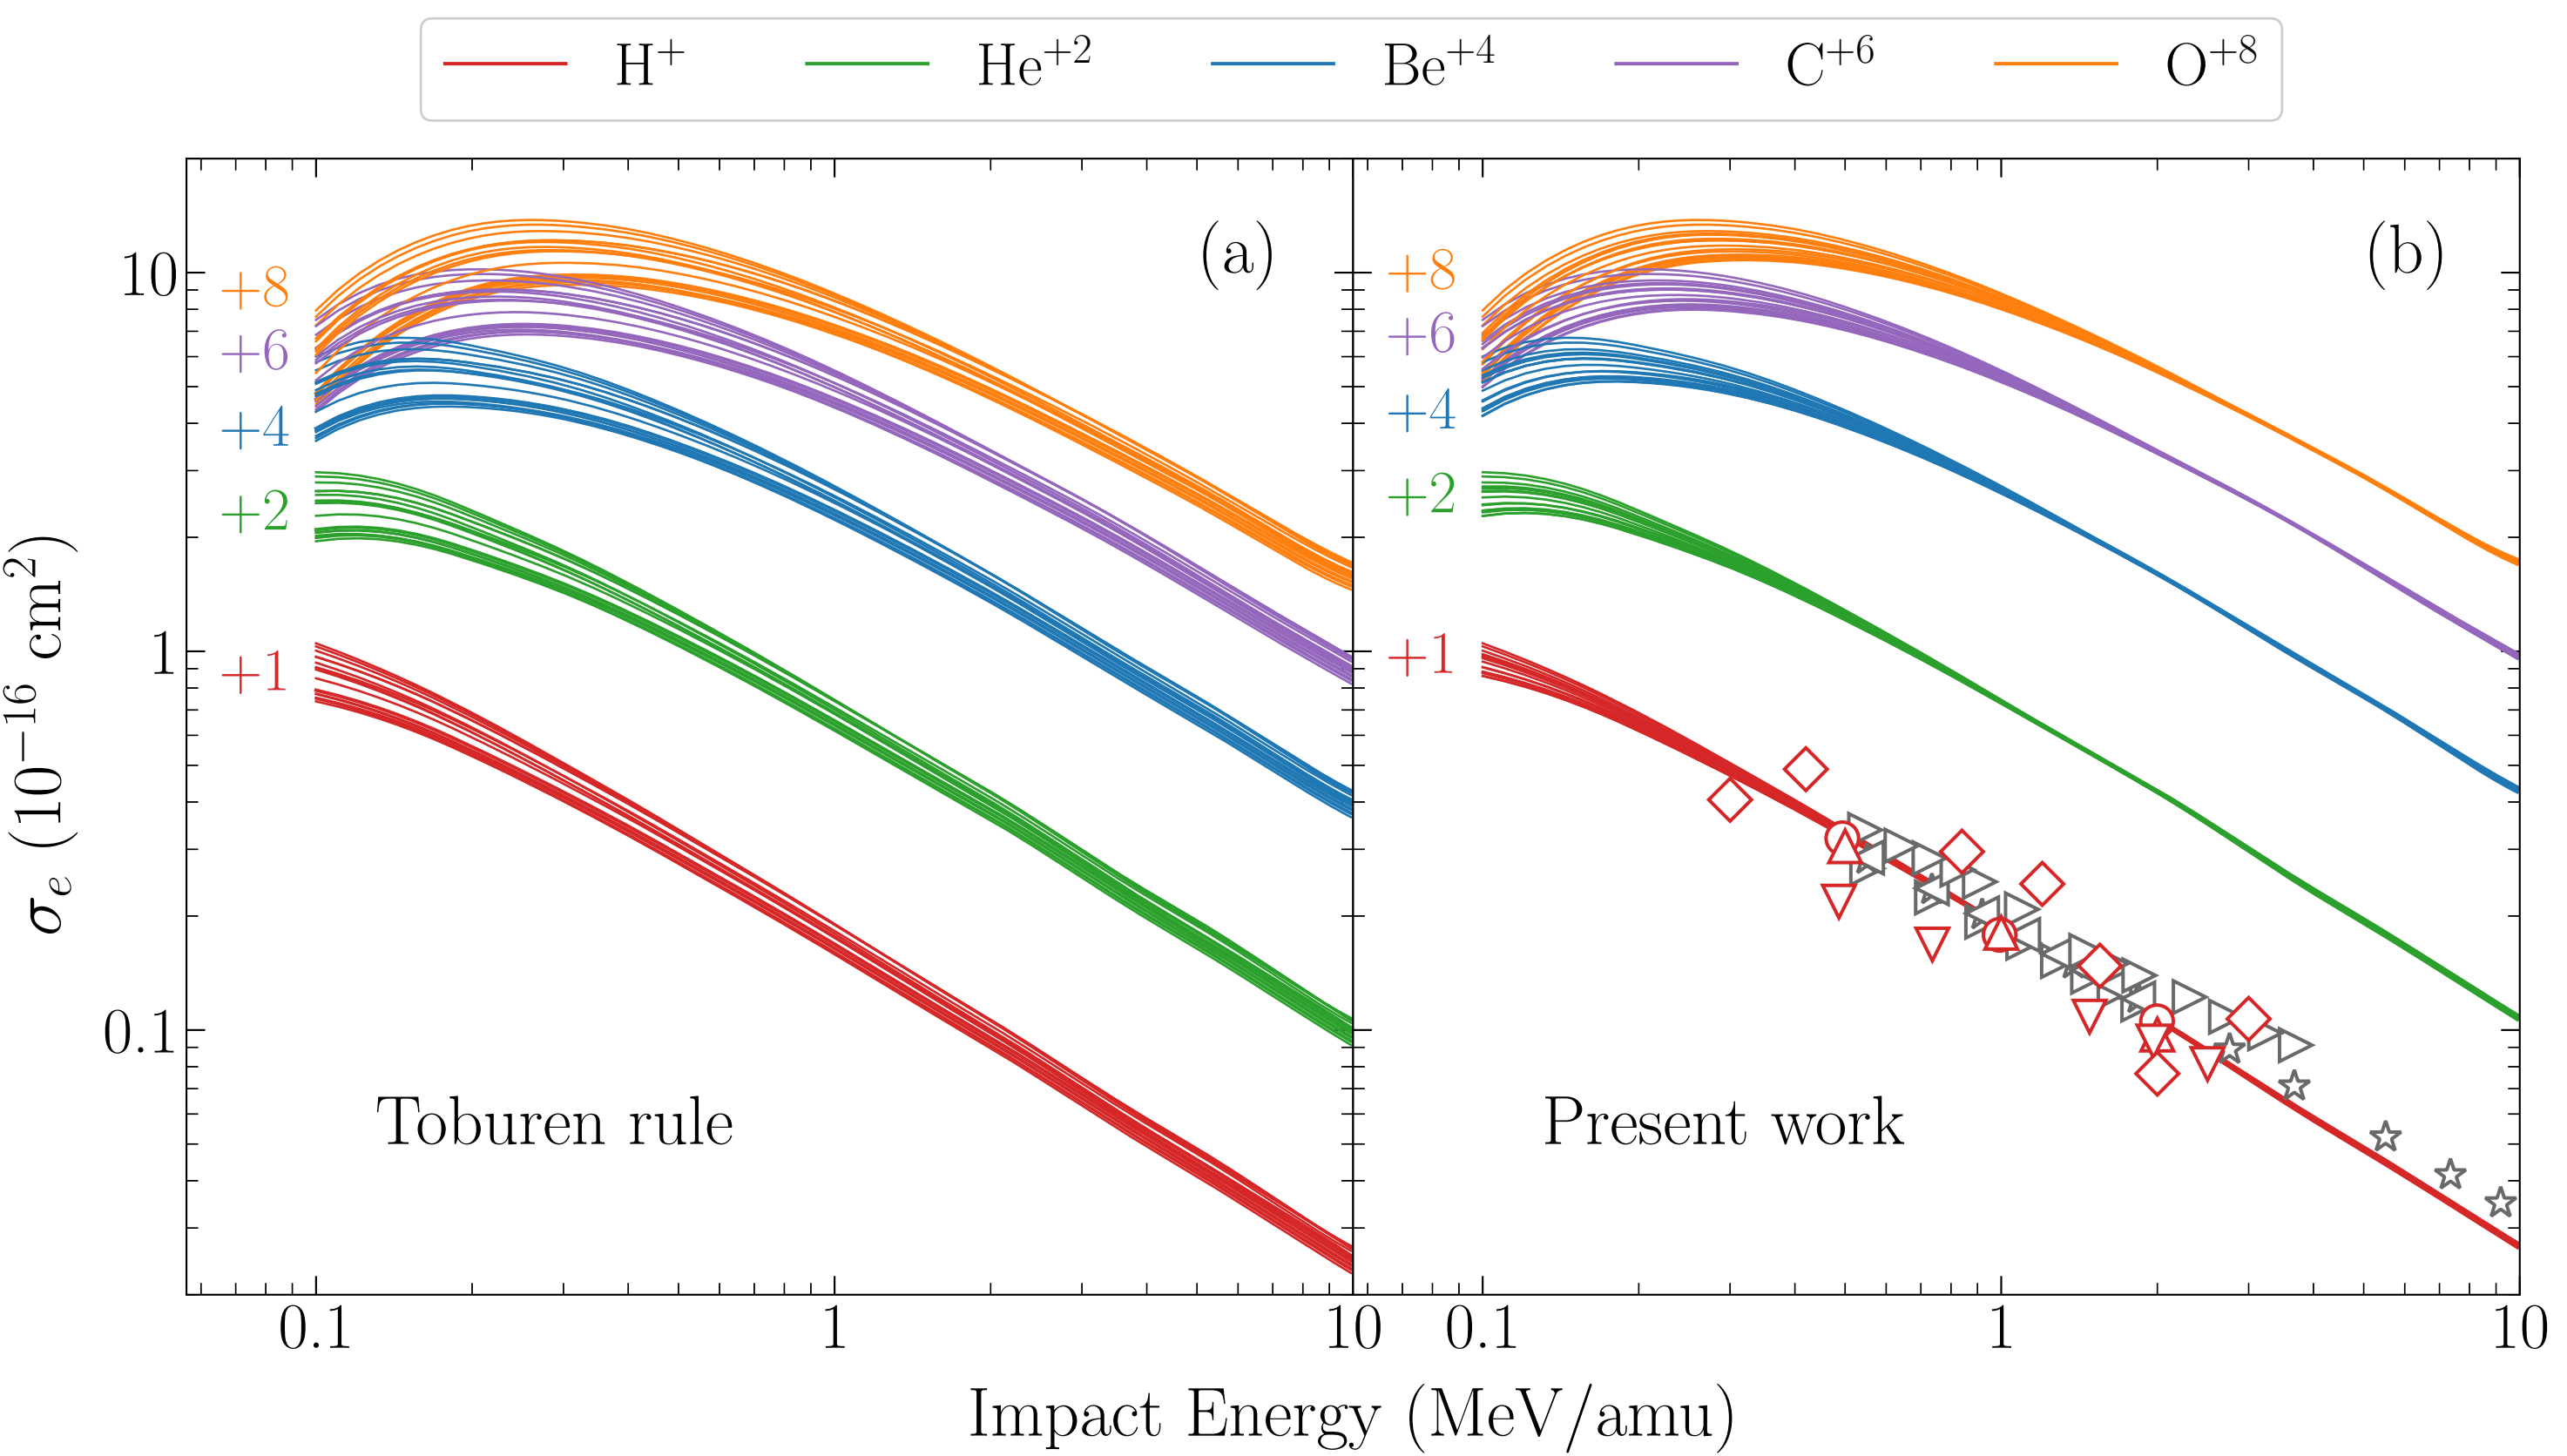 H⁺ He⁺² Be⁺⁴ C⁺⁶ O⁺⁸
(a) (b)
10
+8 +8
+6 +6
+4 +4
+2 +2
1
+1 +1
σₑ (10⁻¹⁶ cm²)
0.1
Toburen rule Present work
0.1 1 10 0.1 1 10
Impact Energy (MeV/amu)